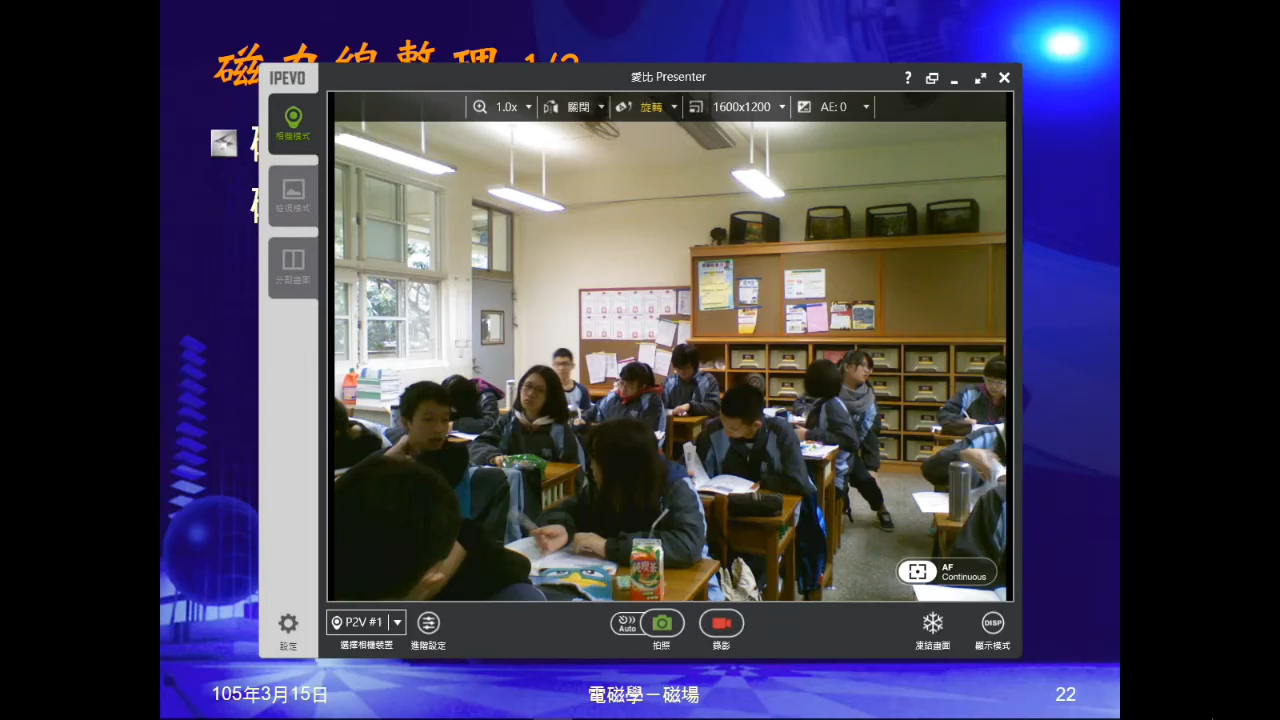 磁力線整理 1/2
IPEVO
愛比 Presenter
?
1.0x
關閉
旋轉
1600x1200
AE: 0
相機模式
檢視模式
分割畫面
純喫茶
AF
Continuous
P2V #1
Auto
DISP
設定
選擇相機裝置
進階設定
拍照
錄影
凍結畫面
顯示模式
105年3月15日
電磁學－磁場
22